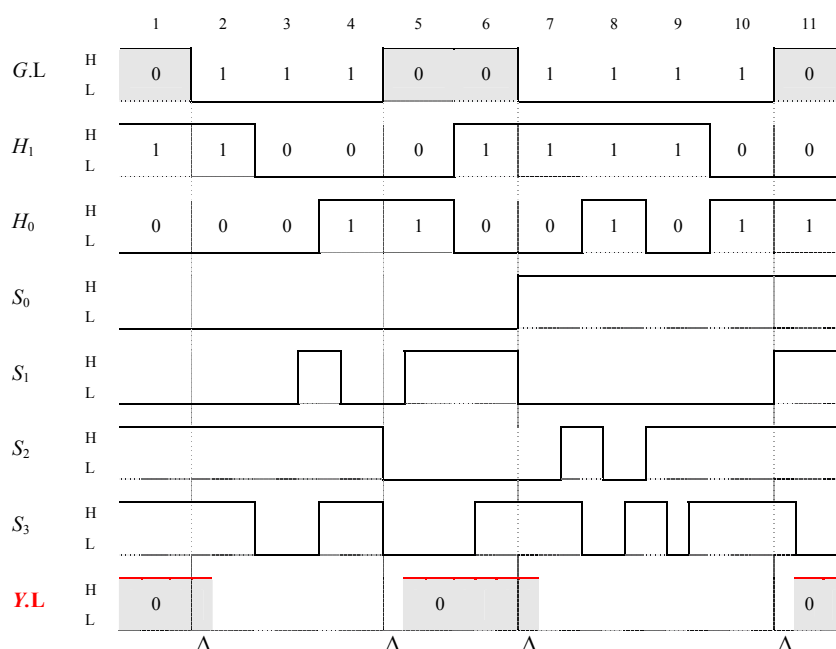 1 2 3 4 5 6 7 8 9 10 11
G.L H L 0 1 1 1 0 0 1 1 1 1 0
H1 H L 1 1 0 0 0 1 1 1 1 0 0
H0 H L 0 0 0 1 1 0 0 1 0 1 1
S0 H L
S1 H L
S2 H L
S3 H L
Y.L H L 0 0 0
Δ Δ Δ Δ